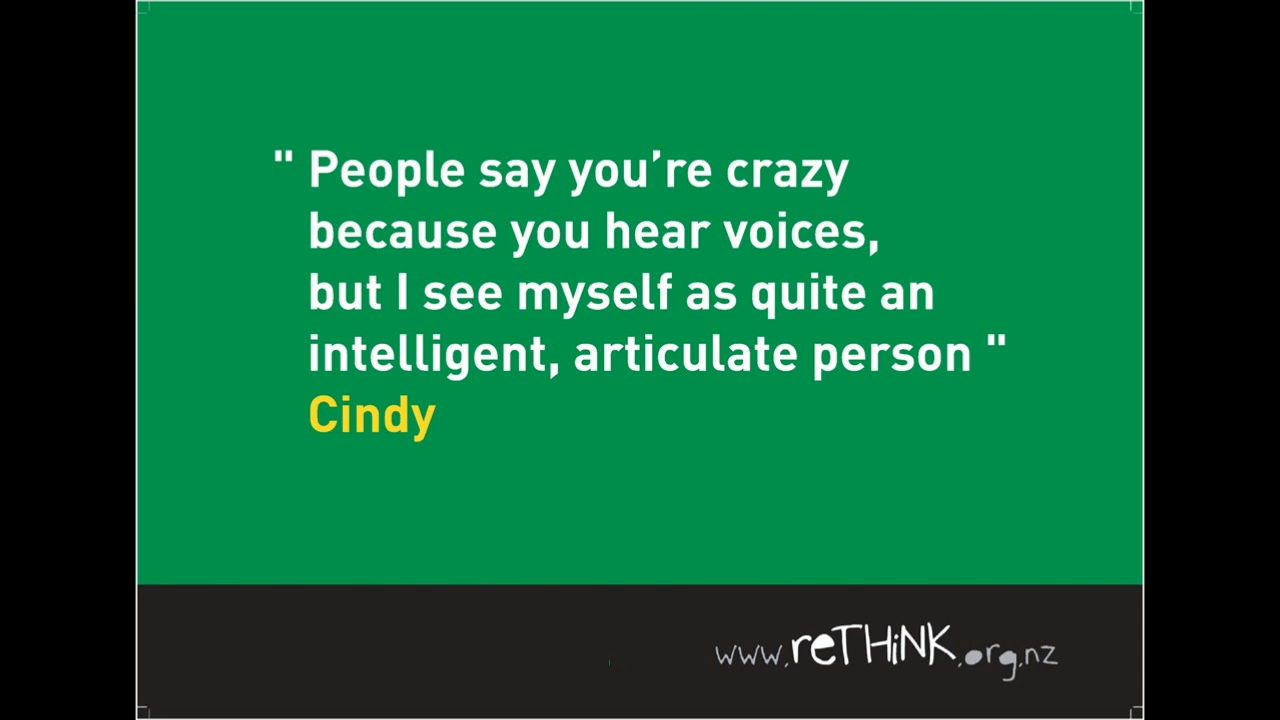 " People say you’re crazy
because you hear voices,
but I see myself as quite an
intelligent, articulate person "
Cindy
www.reTHiNK.org.nz